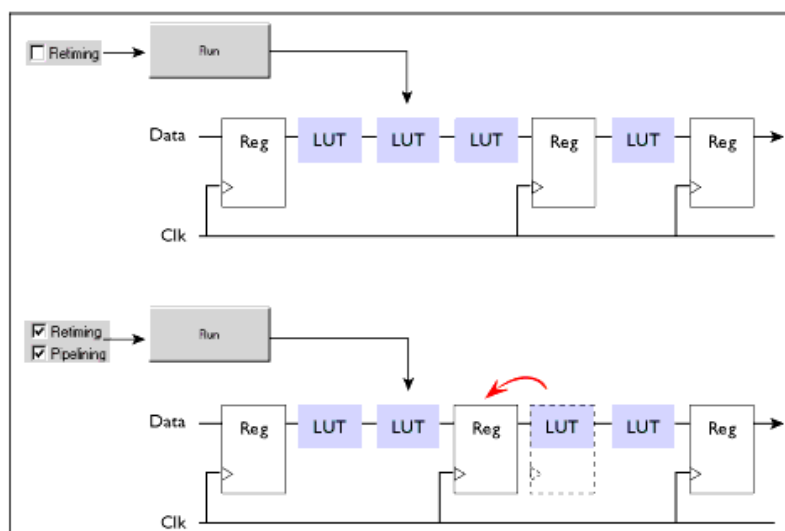 Retiming
Run
Data Reg LUT LUT LUT Reg LUT Reg
Clk
Retiming
Pipelining
Run
Data Reg LUT LUT Reg LUT LUT Reg
Clk